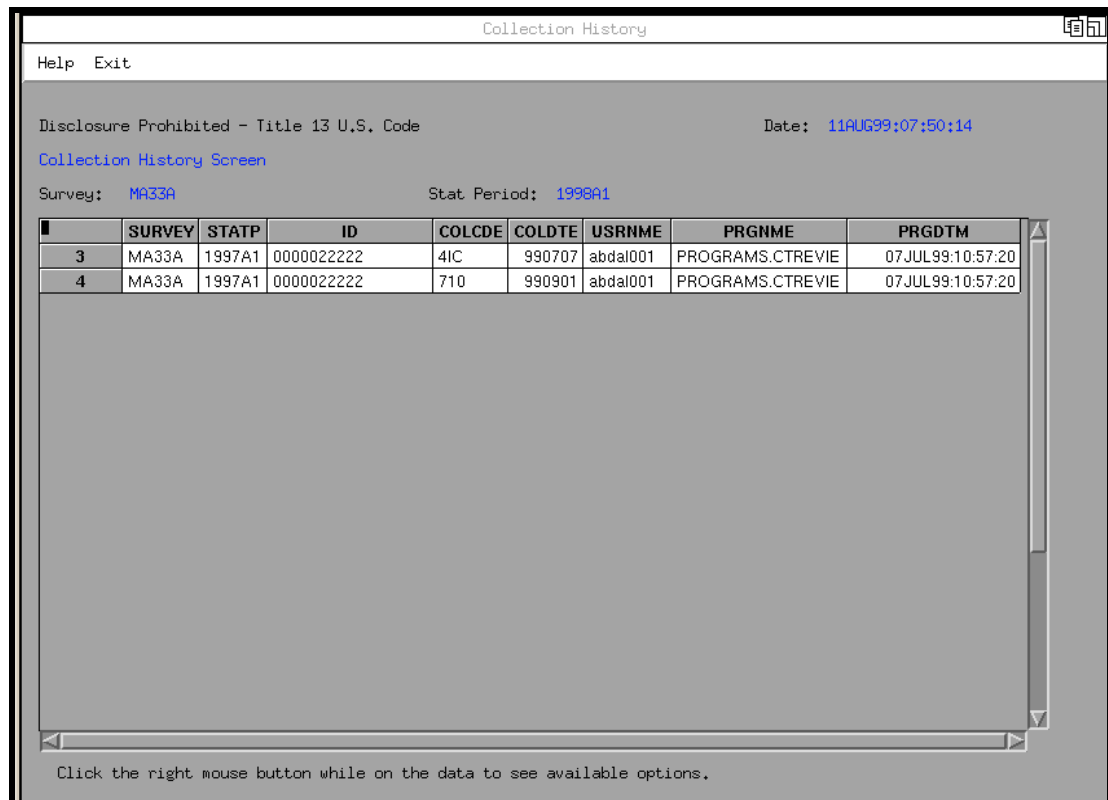 Collection History
Help Exit
Disclosure Prohibited - Title 13 U.S. Code Date: 11AUG99:07:50:14
Collection History Screen
Survey: MA33A Stat Period: 1998A1
SURVEY STATP ID COLCDE COLDTE USRNME PRGNME PRGDTM
3 MA33A 1997A1 0000022222 4IC 990707 abdal001 PROGRAMS.CTREVIE 07JUL99:10:57:20
4 MA33A 1997A1 0000022222 710 990901 abdal001 PROGRAMS.CTREVIE 07JUL99:10:57:20
Click the right mouse button while on the data to see available options.